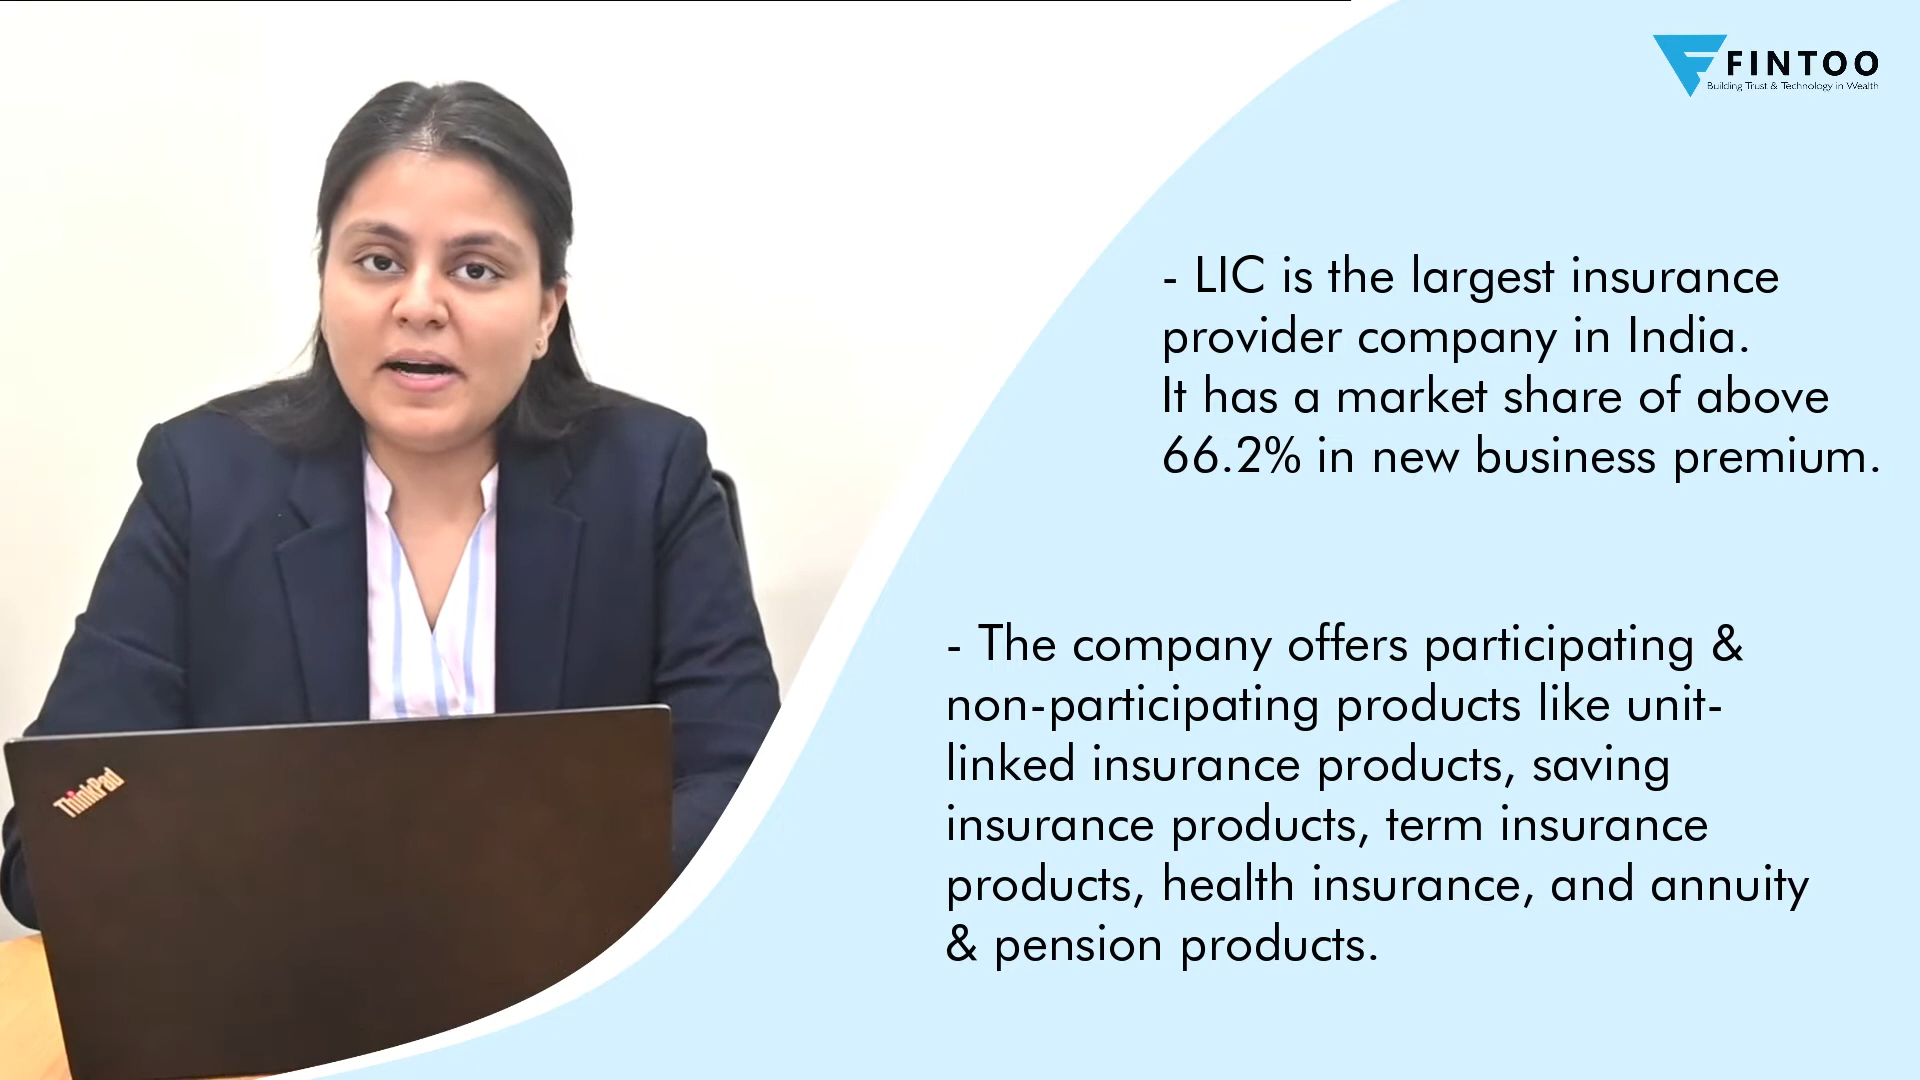 FINTOO
Building Trust & Technology in Wealth
- LIC is the largest insurance
provider company in India.
It has a market share of above
66.2% in new business premium.
- The company offers participating &
non-participating products like unit-
linked insurance products, saving
insurance products, term insurance
products, health insurance, and annuity
& pension products.
ThinkPad